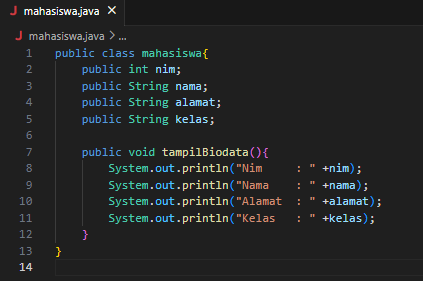 J mahasiswa.java ×
J mahasiswa.java > ...
1 public class mahasiswa{
2     public int nim;
3     public String nama;
4     public String alamat;
5     public String kelas;
6
7     public void tampilBiodata(){
8         System.out.println("Nim     : " +nim);
9         System.out.println("Nama    : " +nama);
10         System.out.println("Alamat  : " +alamat);
11         System.out.println("Kelas   : " +kelas);
12     }
13 }
14